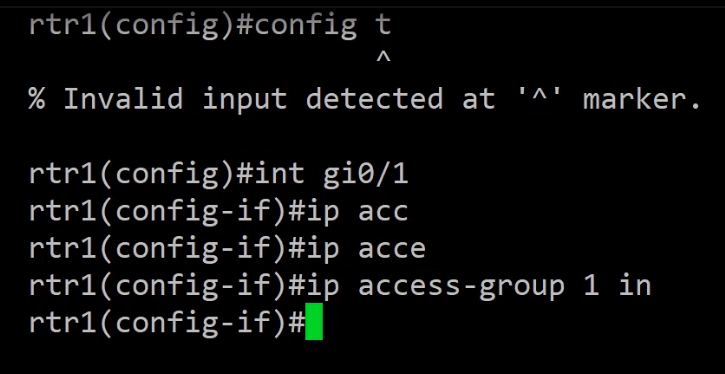 rtr1(config)#config t
^
% Invalid input detected at '^' marker.
rtr1(config)#int gi0/1
rtr1(config-if)#ip acc
rtr1(config-if)#ip acce
rtr1(config-if)#ip access-group 1 in
rtr1(config-if)#